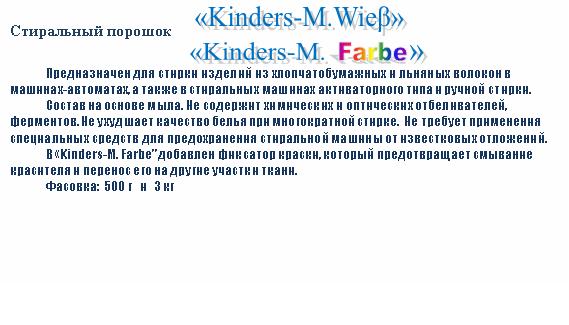 Стиральный порошок «Kinders-M.Wieβ»
«Kinders-M. Farbe»
Предназначен для стирки изделий из хлопчатобумажных и льняных волокон в
машинах-автоматах, а также в стиральных машинах активаторного типа и ручной стирки.
Состав на основе мыла. Не содержит химических и оптических отбеливателей,
ферментов. Не ухудшает качество белья при многократной стирке. Не требует применения
специальных средств для предохранения стиральной машины от известковых отложений.
В «Kinders-M. Farbe" добавлен фиксатор краски, который предотвращает смывание
красителя и перенос его на другие участки ткани.
Фасовка: 500 г и 3 кг